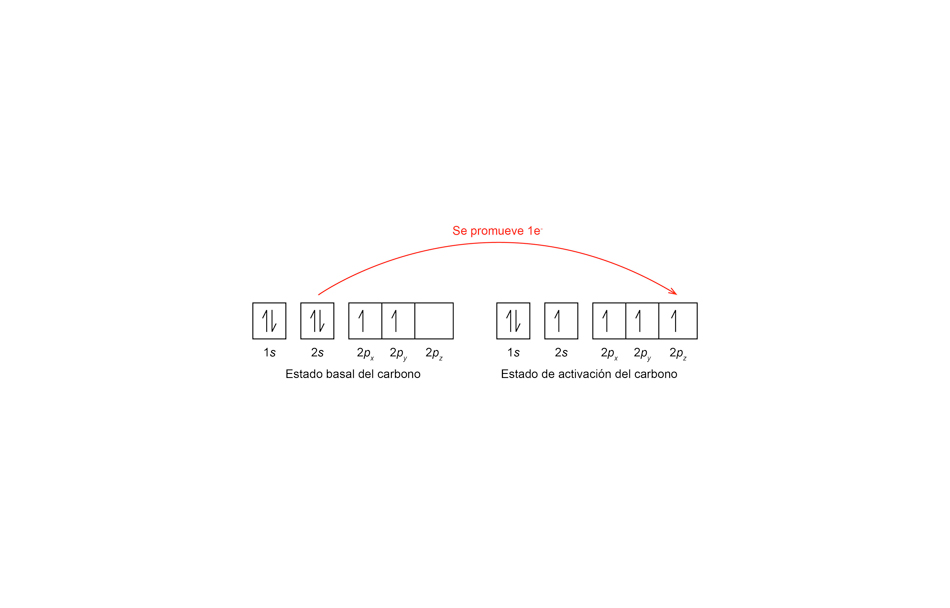 Se promueve 1e-
1s 2s 2px 2py 2pz 1s 2s 2px 2py 2pz
Estado basal del carbono Estado de activación del carbono